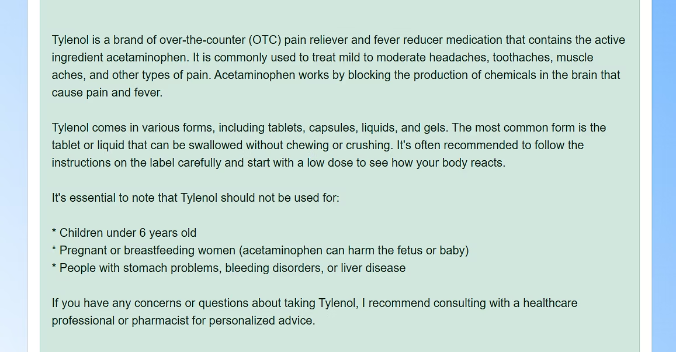 Tylenol is a brand of over-the-counter (OTC) pain reliever and fever reducer medication that contains the active
ingredient acetaminophen. It is commonly used to treat mild to moderate headaches, toothaches, muscle
aches, and other types of pain. Acetaminophen works by blocking the production of chemicals in the brain that
cause pain and fever.
Tylenol comes in various forms, including tablets, capsules, liquids, and gels. The most common form is the
tablet or liquid that can be swallowed without chewing or crushing. It's often recommended to follow the
instructions on the label carefully and start with a low dose to see how your body reacts.
It's essential to note that Tylenol should not be used for:
* Children under 6 years old
* Pregnant or breastfeeding women (acetaminophen can harm the fetus or baby)
* People with stomach problems, bleeding disorders, or liver disease
If you have any concerns or questions about taking Tylenol, I recommend consulting with a healthcare
professional or pharmacist for personalized advice.